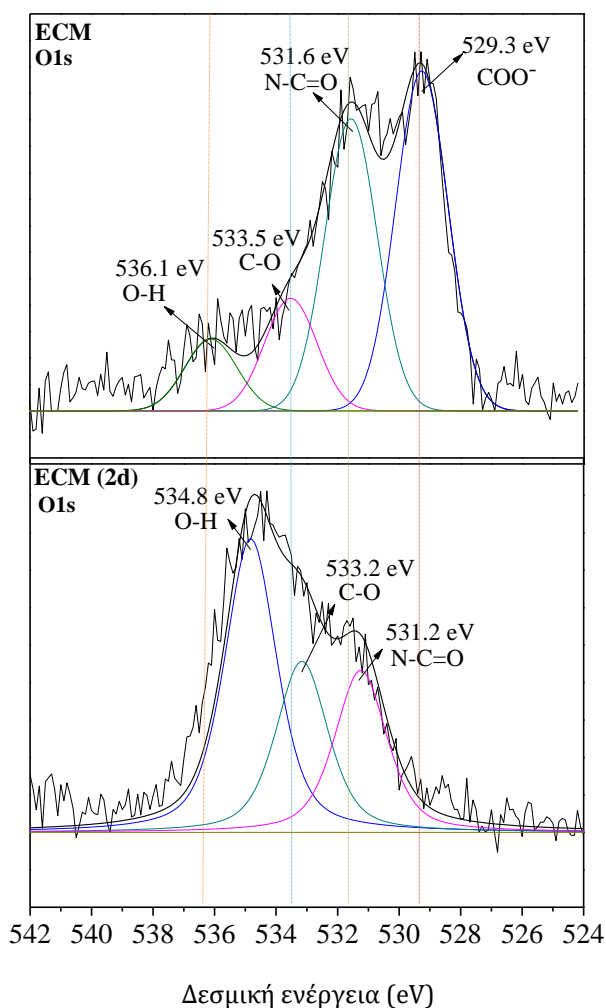 ECM
O1s
531.6 eV
N-C=O
529.3 eV
COO⁻
533.5 eV
C-O
536.1 eV
O-H
ECM (2d)
O1s
534.8 eV
O-H
533.2 eV
C-O
531.2 eV
N-C=O
542 540 538 536 534 532 530 528 526 524
Δεσμική ενέργεια (eV)